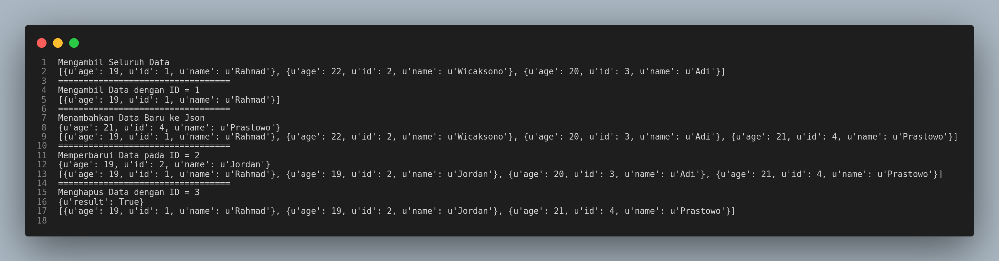 1 Mengambil Seluruh Data
2 [{u'age': 19, u'id': 1, u'name': u'Rahmad'}, {u'age': 22, u'id': 2, u'name': u'Wicaksono'}, {u'age': 20, u'id': 3, u'name': u'Adi'}]
3 ==================================
4 Mengambil Data dengan ID = 1
5 [{u'age': 19, u'id': 1, u'name': u'Rahmad'}]
6 ==================================
7 Menambahkan Data Baru ke Json
8 {u'age': 21, u'id': 4, u'name': u'Prastowo'}
9 [{u'age': 19, u'id': 1, u'name': u'Rahmad'}, {u'age': 22, u'id': 2, u'name': u'Wicaksono'}, {u'age': 20, u'id': 3, u'name': u'Adi'}, {u'age': 21, u'id': 4, u'name': u'Prastowo'}]
10 ==================================
11 Memperbarui Data pada ID = 2
12 {u'age': 19, u'id': 2, u'name': u'Jordan'}
13 [{u'age': 19, u'id': 1, u'name': u'Rahmad'}, {u'age': 19, u'id': 2, u'name': u'Jordan'}, {u'age': 20, u'id': 3, u'name': u'Adi'}, {u'age': 21, u'id': 4, u'name': u'Prastowo'}]
14 ==================================
15 Menghapus Data dengan ID = 3
16 {u'result': True}
17 [{u'age': 19, u'id': 1, u'name': u'Rahmad'}, {u'age': 19, u'id': 2, u'name': u'Jordan'}, {u'age': 21, u'id': 4, u'name': u'Prastowo'}]
18